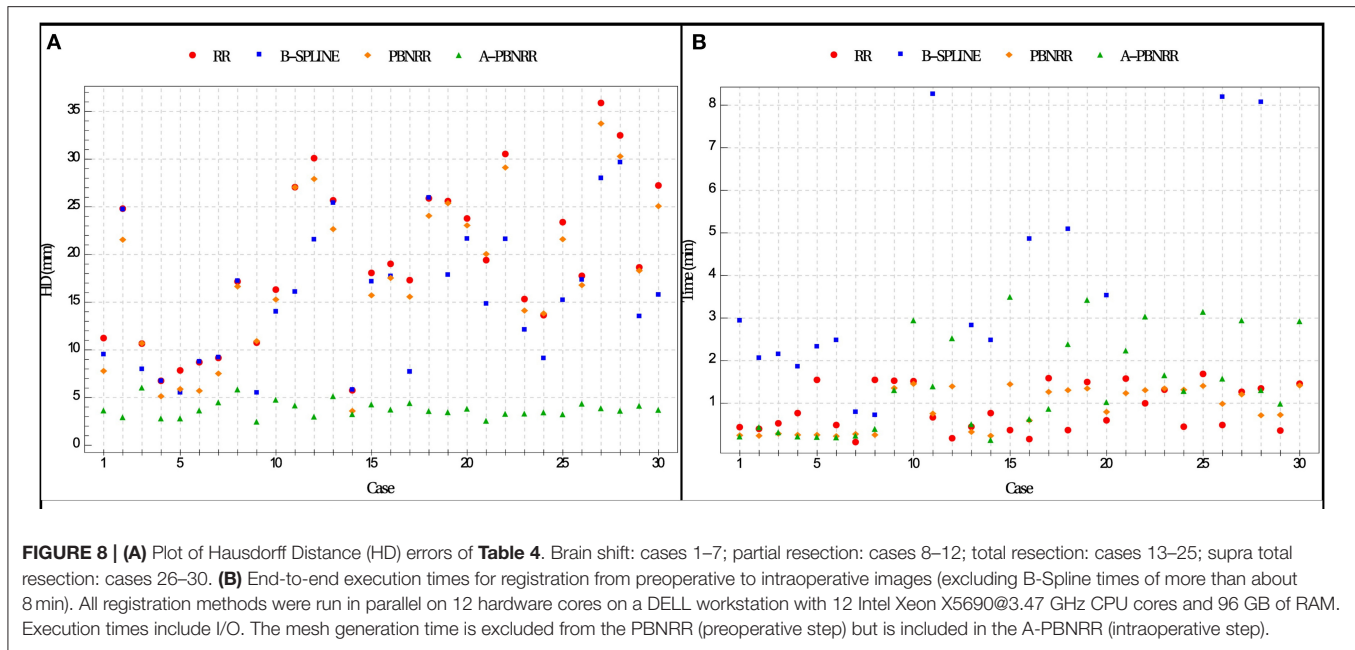 A
RR B–SPLINE PBNRR A–PBNRR
HD (mm)
35
30
25
20
15
10
5
0
1 5 10 15 20 25 30
Case
B
RR B–SPLINE PBNRR A–PBNRR
Time (min)
8
7
6
5
4
3
2
1
1 5 10 15 20 25 30
Case
FIGURE 8 | (A) Plot of Hausdorff Distance (HD) errors of Table 4. Brain shift: cases 1–7; partial resection: cases 8–12; total resection: cases 13–25; supra total
resection: cases 26–30. (B) End-to-end execution times for registration from preoperative to intraoperative images (excluding B-Spline times of more than about
8 min). All registration methods were run in parallel on 12 hardware cores on a DELL workstation with 12 Intel Xeon X5690@3.47 GHz CPU cores and 96 GB of RAM.
Execution times include I/O. The mesh generation time is excluded from the PBNRR (preoperative step) but is included in the A-PBNRR (intraoperative step).